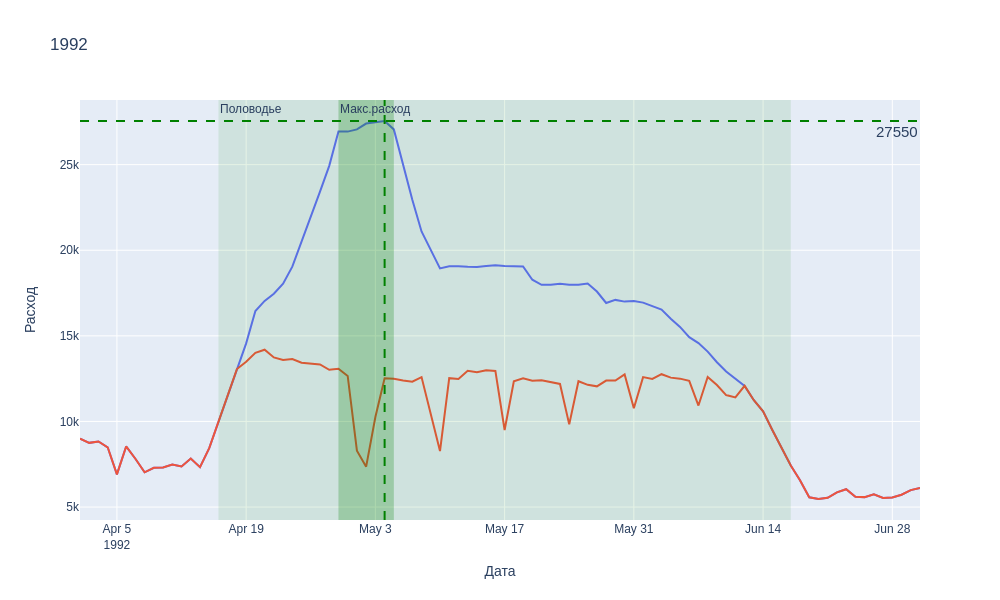 1992
Половодье
Макс.расход
27550
25k
20k
15k
10k
5k
Расход
Apr 5
1992
Apr 19
May 3
May 17
May 31
Jun 14
Jun 28
Дата